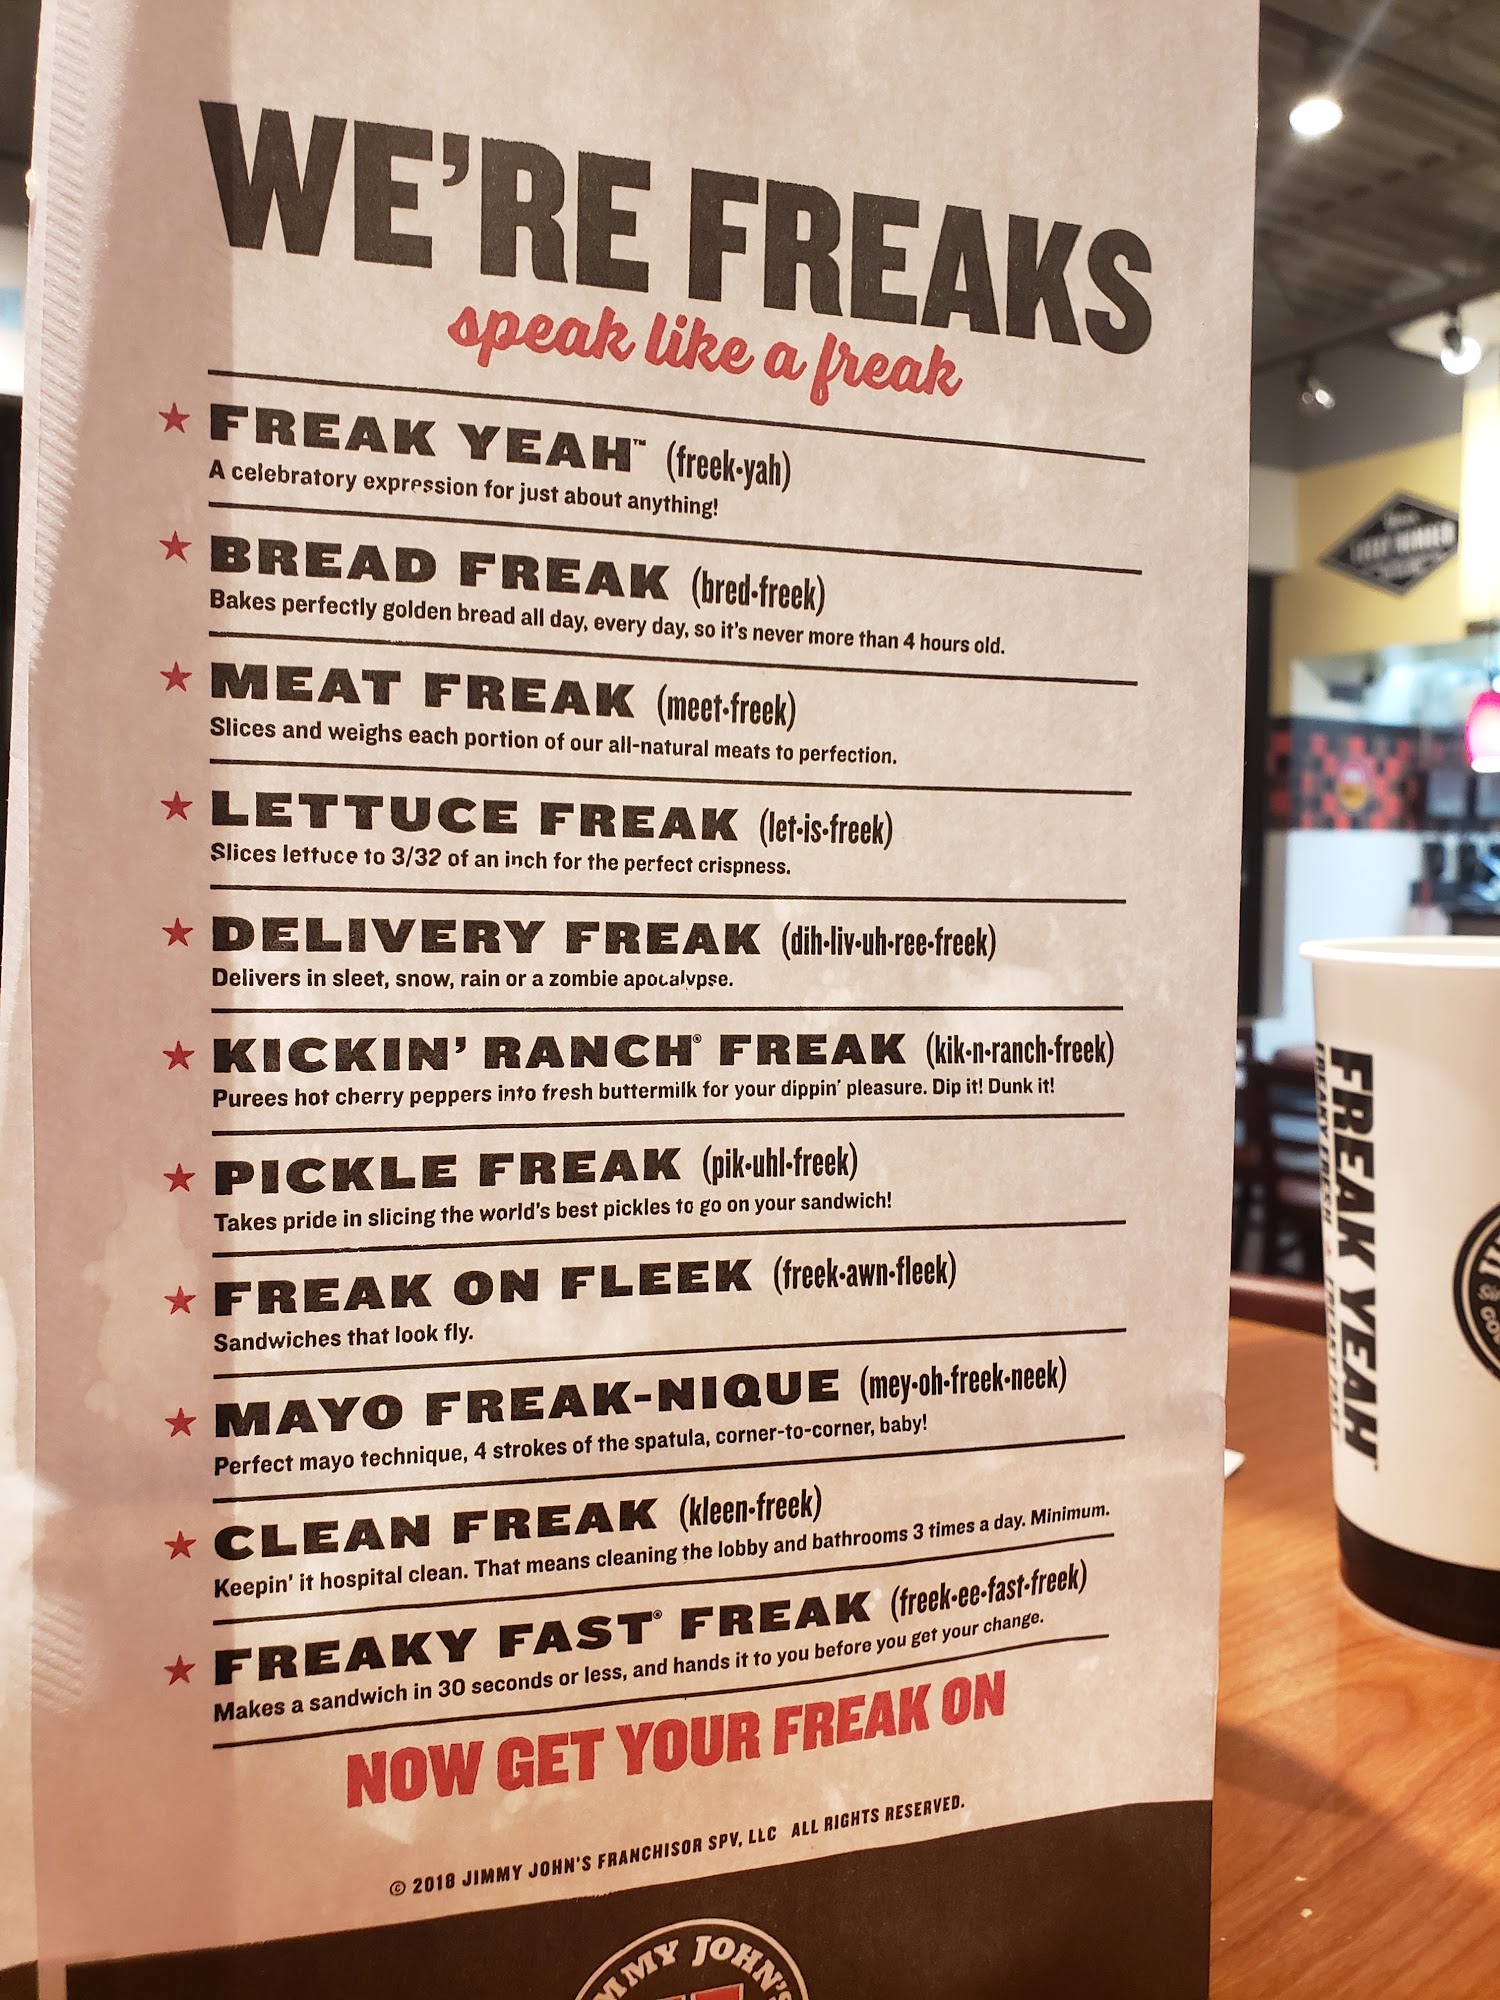 WE'RE FREAKS
speak like a freak
★ FREAK YEAH™ (freek•yah)
A celebratory expression for just about anything!
★ BREAD FREAK (bred•freek)
Bakes perfectly golden bread all day, every day, so it's never more than 4 hours old.
★ MEAT FREAK (meet•freek)
Slices and weighs each portion of our all-natural meats to perfection.
★ LETTUCE FREAK (let•is•freek)
Slices lettuce to 3/32 of an inch for the perfect crispness.
★ DELIVERY FREAK (dih•liv•uh•ree•freek)
Delivers in sleet, snow, rain or a zombie apocalypse.
★ KICKIN' RANCH® FREAK (kik•n•ranch•freek)
Purees hot cherry peppers into fresh buttermilk for your dippin' pleasure. Dip it! Dunk it!
★ PICKLE FREAK (pik•uhl•freek)
Takes pride in slicing the world's best pickles to go on your sandwich!
★ FREAK ON FLEEK (freek•awn•fleek)
Sandwiches that look fly.
★ MAYO FREAK-NIQUE (mey•oh•freek•neek)
Perfect mayo technique, 4 strokes of the spatula, corner-to-corner, baby!
★ CLEAN FREAK (kleen•freek)
Keepin' it hospital clean. That means cleaning the lobby and bathrooms 3 times a day. Minimum.
★ FREAKY FAST® FREAK (freek•ee•fast•freek)
Makes a sandwich in 30 seconds or less, and hands it to you before you get your change.
NOW GET YOUR FREAK ON
© 2018 JIMMY JOHN'S FRANCHISOR SPV, LLC ALL RIGHTS RESERVED.
JOHN'S
FREAK YEAH™